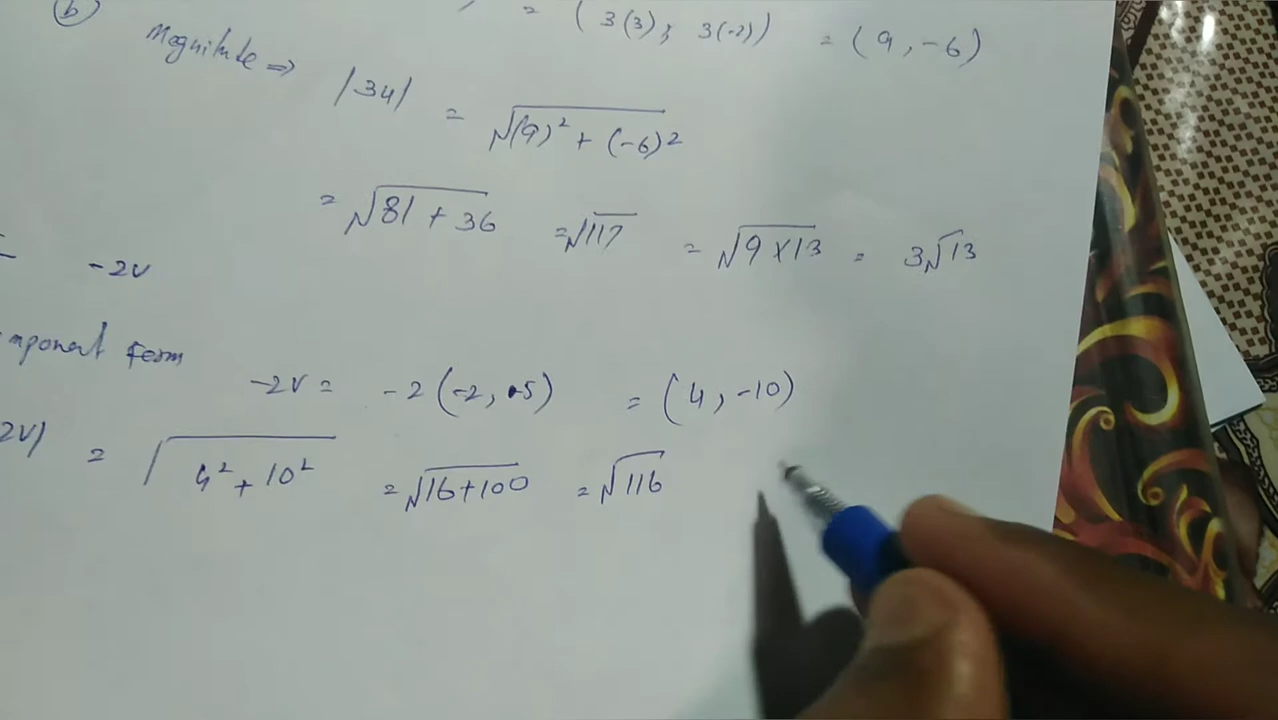 (b) = (3(3), 3(-2)) = (9, -6)
Magnitude ⇒ |3u| = √(9)² + (-6)²
= √81 + 36 = √117 = √9 × 13 = 3√13
-2v
mponent form
-2v = -2(-2, 5) = (4, -10)
2v| = √4² + 10² = √16+100 = √116